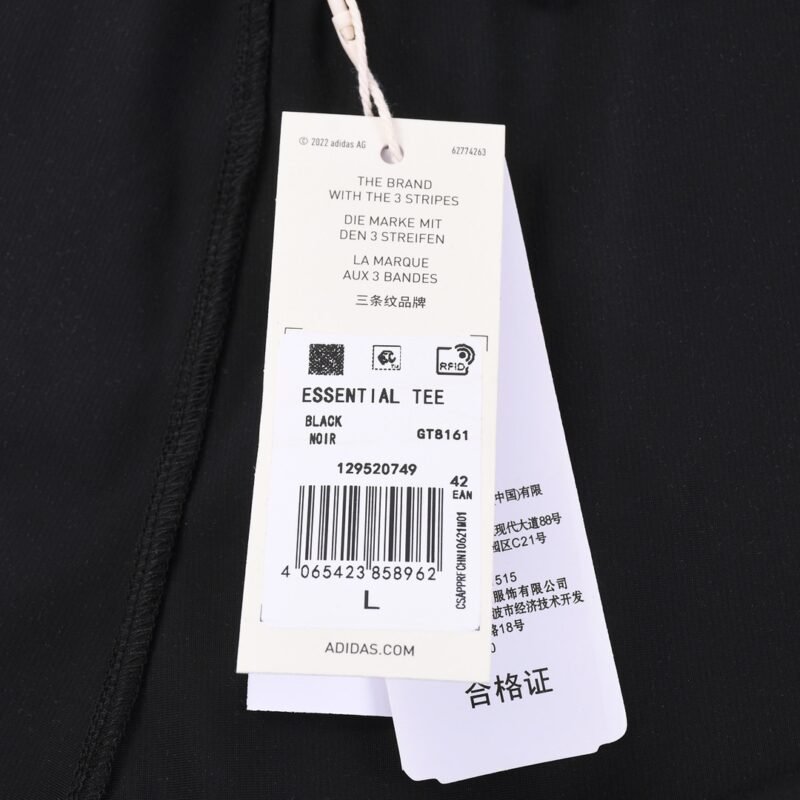 © 2022 adidas AG
62774263
THE BRAND
WITH THE 3 STRIPES
DIE MARKE MIT
DEN 3 STREIFEN
LA MARQUE
AUX 3 BANDES
三条纹品牌
RFID
ESSENTIAL TEE
BLACK
NOIR
GT8161
129520749
42
EAN
4 065423 858962
CSAPPRFCHNI0621W01
L
ADIDAS.COM
中国)有限
现代大道88号
园区C21号
1515
服饰有限公司
波市经济技术开发
路18号
0
合格证